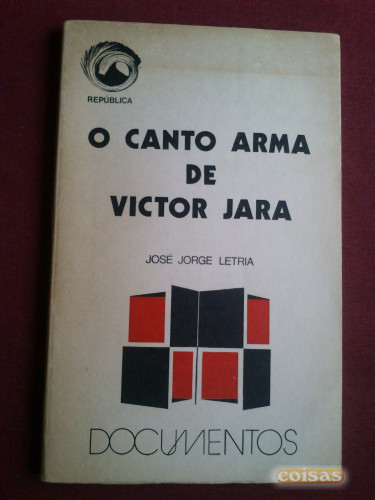 REPÚBLICA
O CANTO ARMA
DE
VICTOR JARA
JOSÉ JORGE LETRIA
DOCUMENTOS
coisas